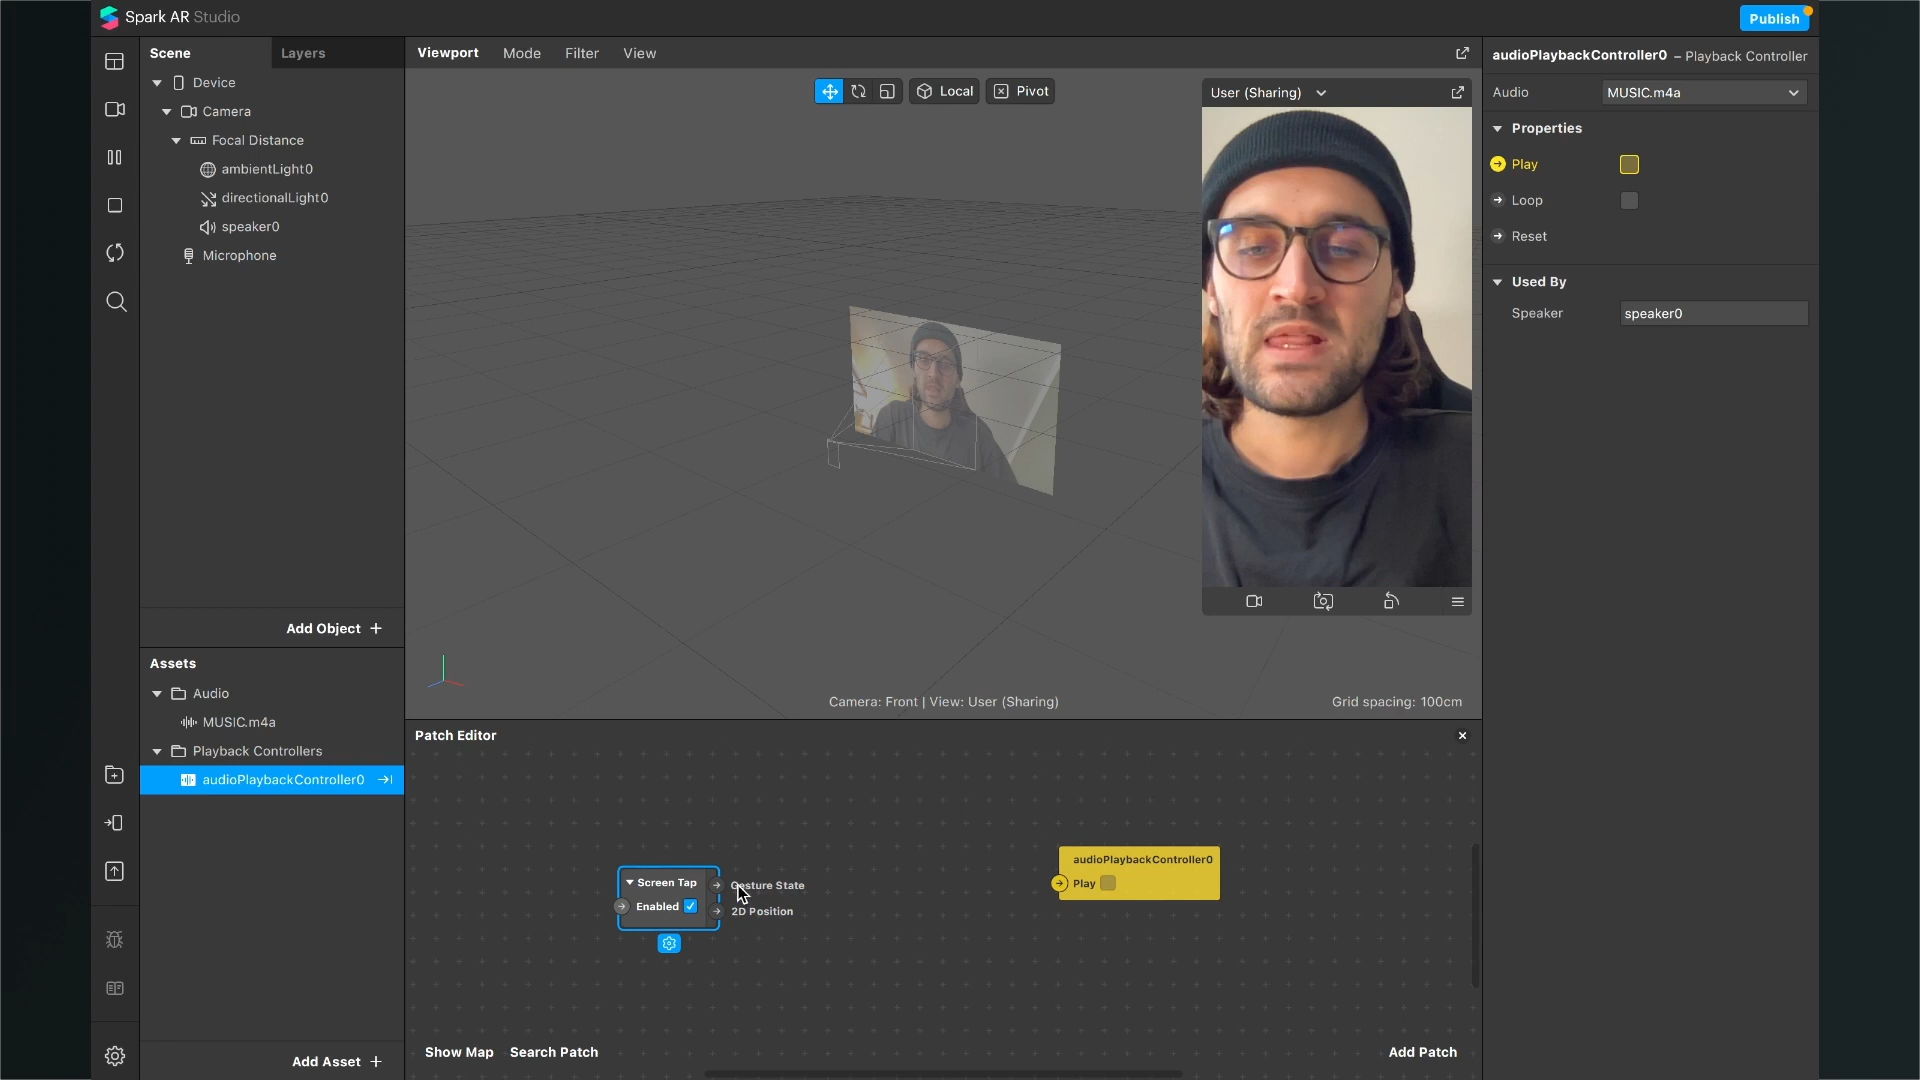 Spark AR Studio
Publish
Scene
Layers
Device
Camera
Focal Distance
ambientLight0
directionalLight0
speaker0
Microphone
Add Object +
Assets
Audio
MUSIC.m4a
Playback Controllers
audioPlaybackController0
Add Asset +
Viewport
Mode
Filter
View
Local
Pivot
User (Sharing)
Camera: Front | View: User (Sharing)
Grid spacing: 100cm
Patch Editor
Screen Tap
Enabled
Gesture State
2D Position
audioPlaybackController0
Play
Show Map
Search Patch
Add Patch
audioPlaybackController0 – Playback Controller
Audio
MUSIC.m4a
Properties
Play
Loop
Reset
Used By
Speaker
speaker0